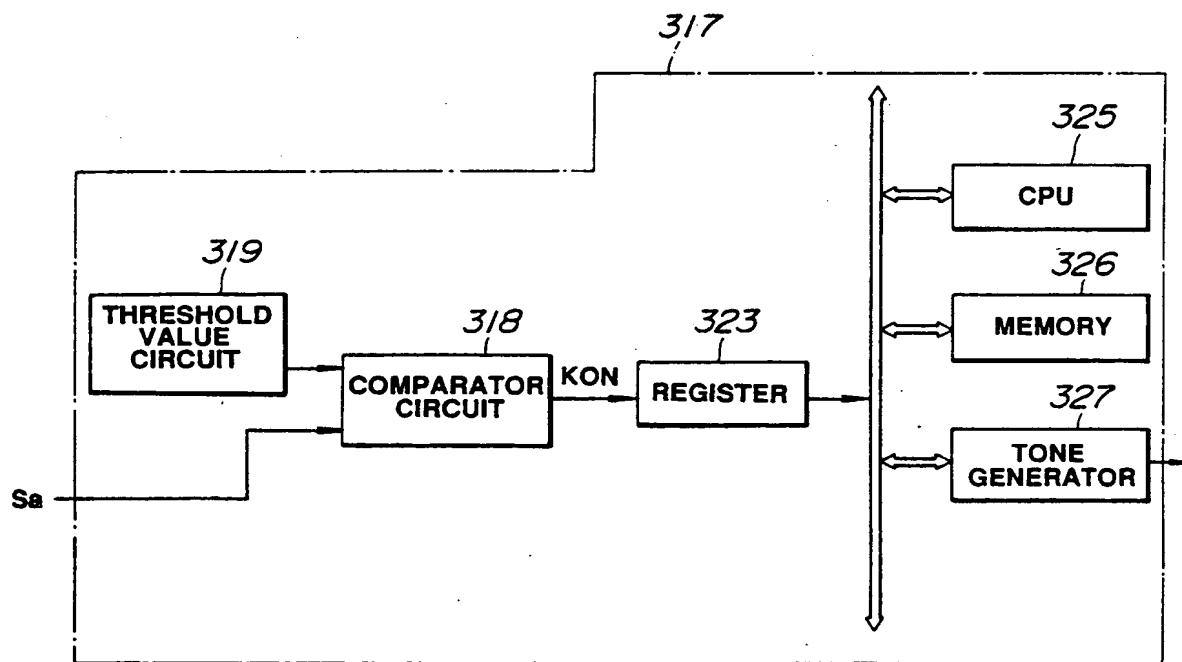 317
325
CPU
319
THRESHOLD
VALUE
CIRCUIT
326
MEMORY
318
COMPARATOR
CIRCUIT
KON
323
REGISTER
327
TONE
GENERATOR
Sa